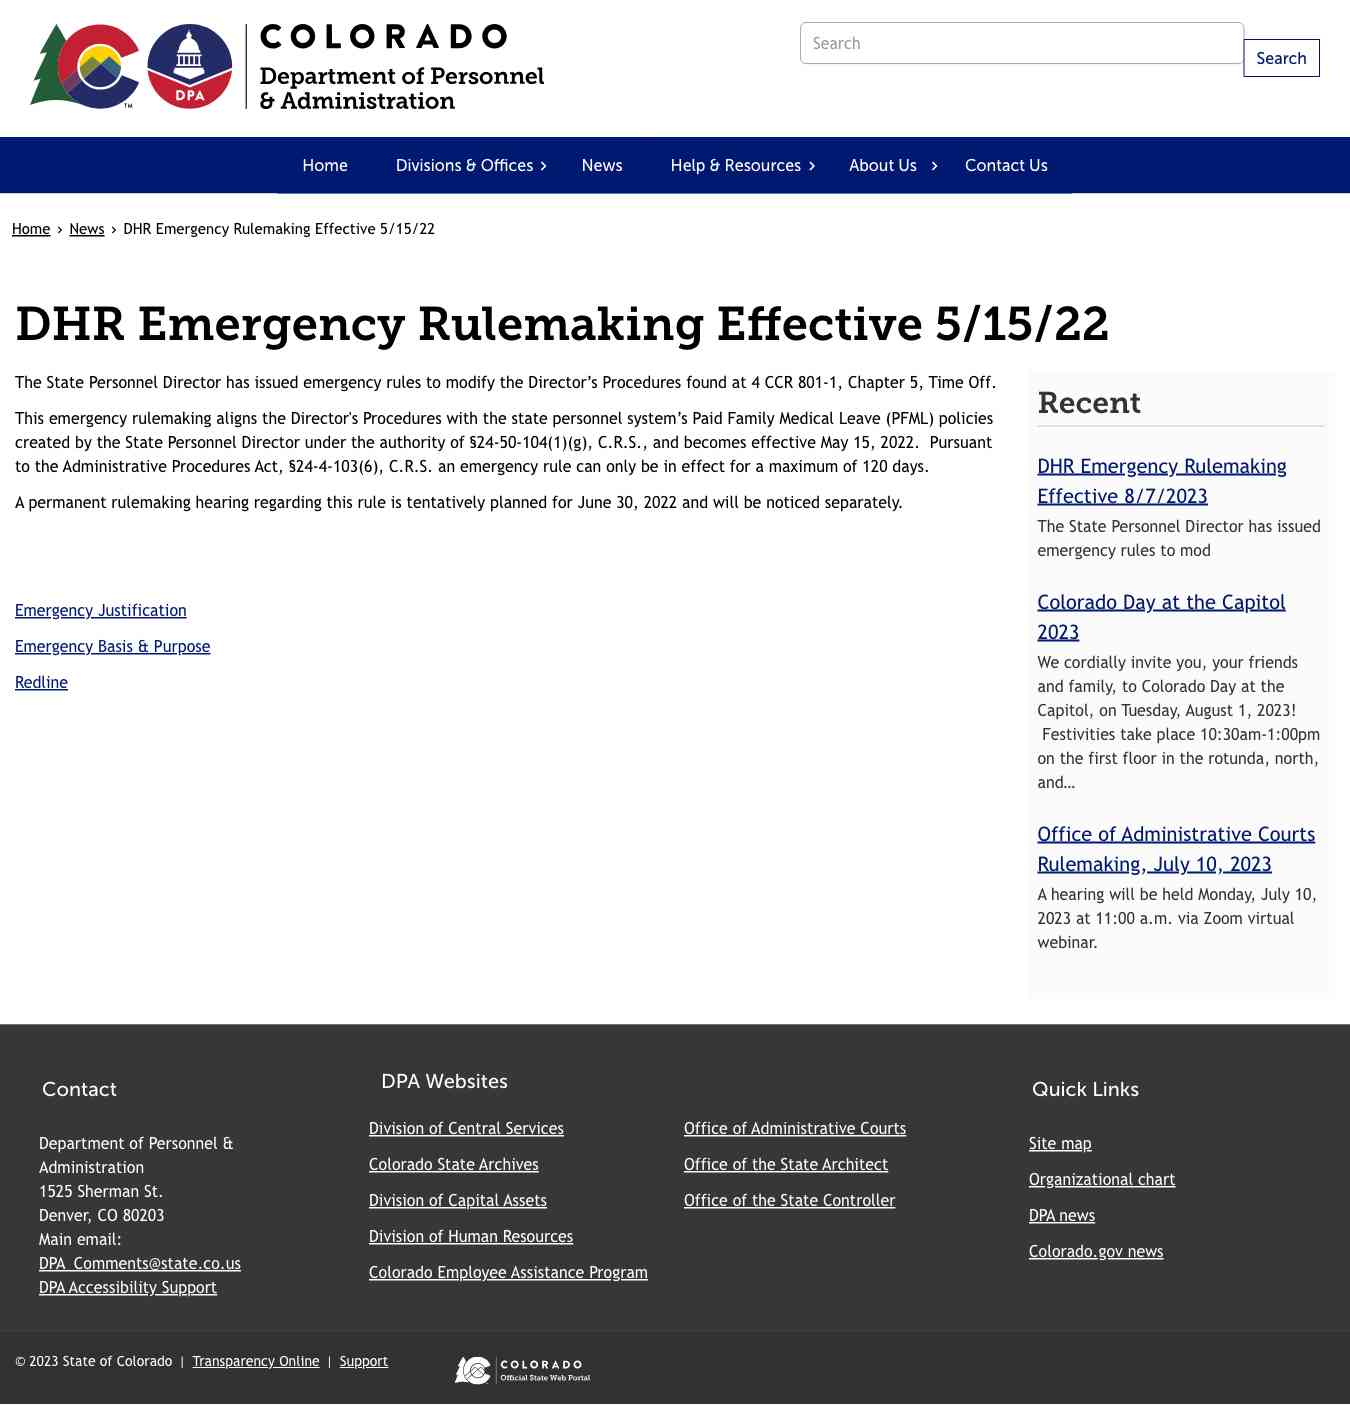 COLORADO
Department of Personnel
& Administration
DPA
TM
Search
Search
Home
Divisions & Offices
News
Help & Resources
About Us
Contact Us
Home › News › DHR Emergency Rulemaking Effective 5/15/22
DHR Emergency Rulemaking Effective 5/15/22
The State Personnel Director has issued emergency rules to modify the Director’s Procedures found at 4 CCR 801-1, Chapter 5, Time Off.
This emergency rulemaking aligns the Director's Procedures with the state personnel system’s Paid Family Medical Leave (PFML) policies
created by the State Personnel Director under the authority of §24-50-104(1)(g), C.R.S., and becomes effective May 15, 2022.  Pursuant
to the Administrative Procedures Act, §24-4-103(6), C.R.S. an emergency rule can only be in effect for a maximum of 120 days.
A permanent rulemaking hearing regarding this rule is tentatively planned for June 30, 2022 and will be noticed separately.
Emergency Justification
Emergency Basis & Purpose
Redline
Recent
DHR Emergency Rulemaking
Effective 8/7/2023
The State Personnel Director has issued
emergency rules to mod
Colorado Day at the Capitol
2023
We cordially invite you, your friends
and family, to Colorado Day at the
Capitol, on Tuesday, August 1, 2023!
Festivities take place 10:30am-1:00pm
on the first floor in the rotunda, north,
and…
Office of Administrative Courts
Rulemaking, July 10, 2023
A hearing will be held Monday, July 10,
2023 at 11:00 a.m. via Zoom virtual
webinar.
Contact
Department of Personnel &
Administration
1525 Sherman St.
Denver, CO 80203
Main email:
DPA_Comments@state.co.us
DPA Accessibility Support
DPA Websites
Division of Central Services
Colorado State Archives
Division of Capital Assets
Division of Human Resources
Colorado Employee Assistance Program
Office of Administrative Courts
Office of the State Architect
Office of the State Controller
Quick Links
Site map
Organizational chart
DPA news
Colorado.gov news
© 2023 State of Colorado | Transparency Online | Support
COLORADO
Official State Web Portal